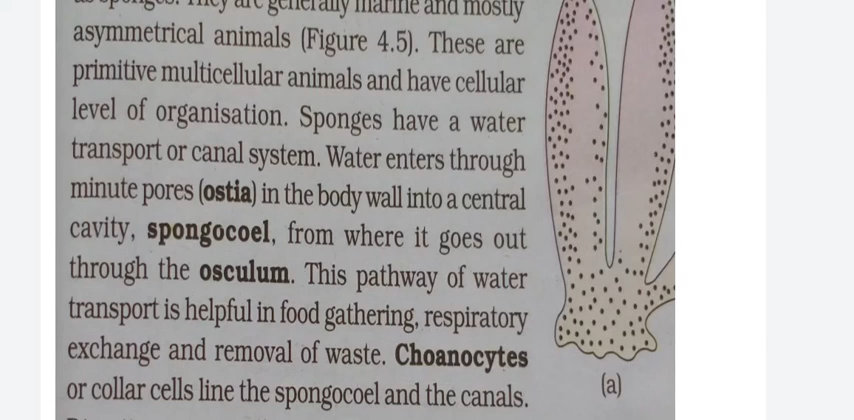 as sponges. They are generally marine and mostly
asymmetrical animals (Figure 4.5). These are
primitive multicellular animals and have cellular
level of organisation. Sponges have a water
transport or canal system. Water enters through
minute pores (ostia) in the body wall into a central
cavity, spongocoel, from where it goes out
through the osculum. This pathway of water
transport is helpful in food gathering, respiratory
exchange and removal of waste. Choanocytes
or collar cells line the spongocoel and the canals.
(a)